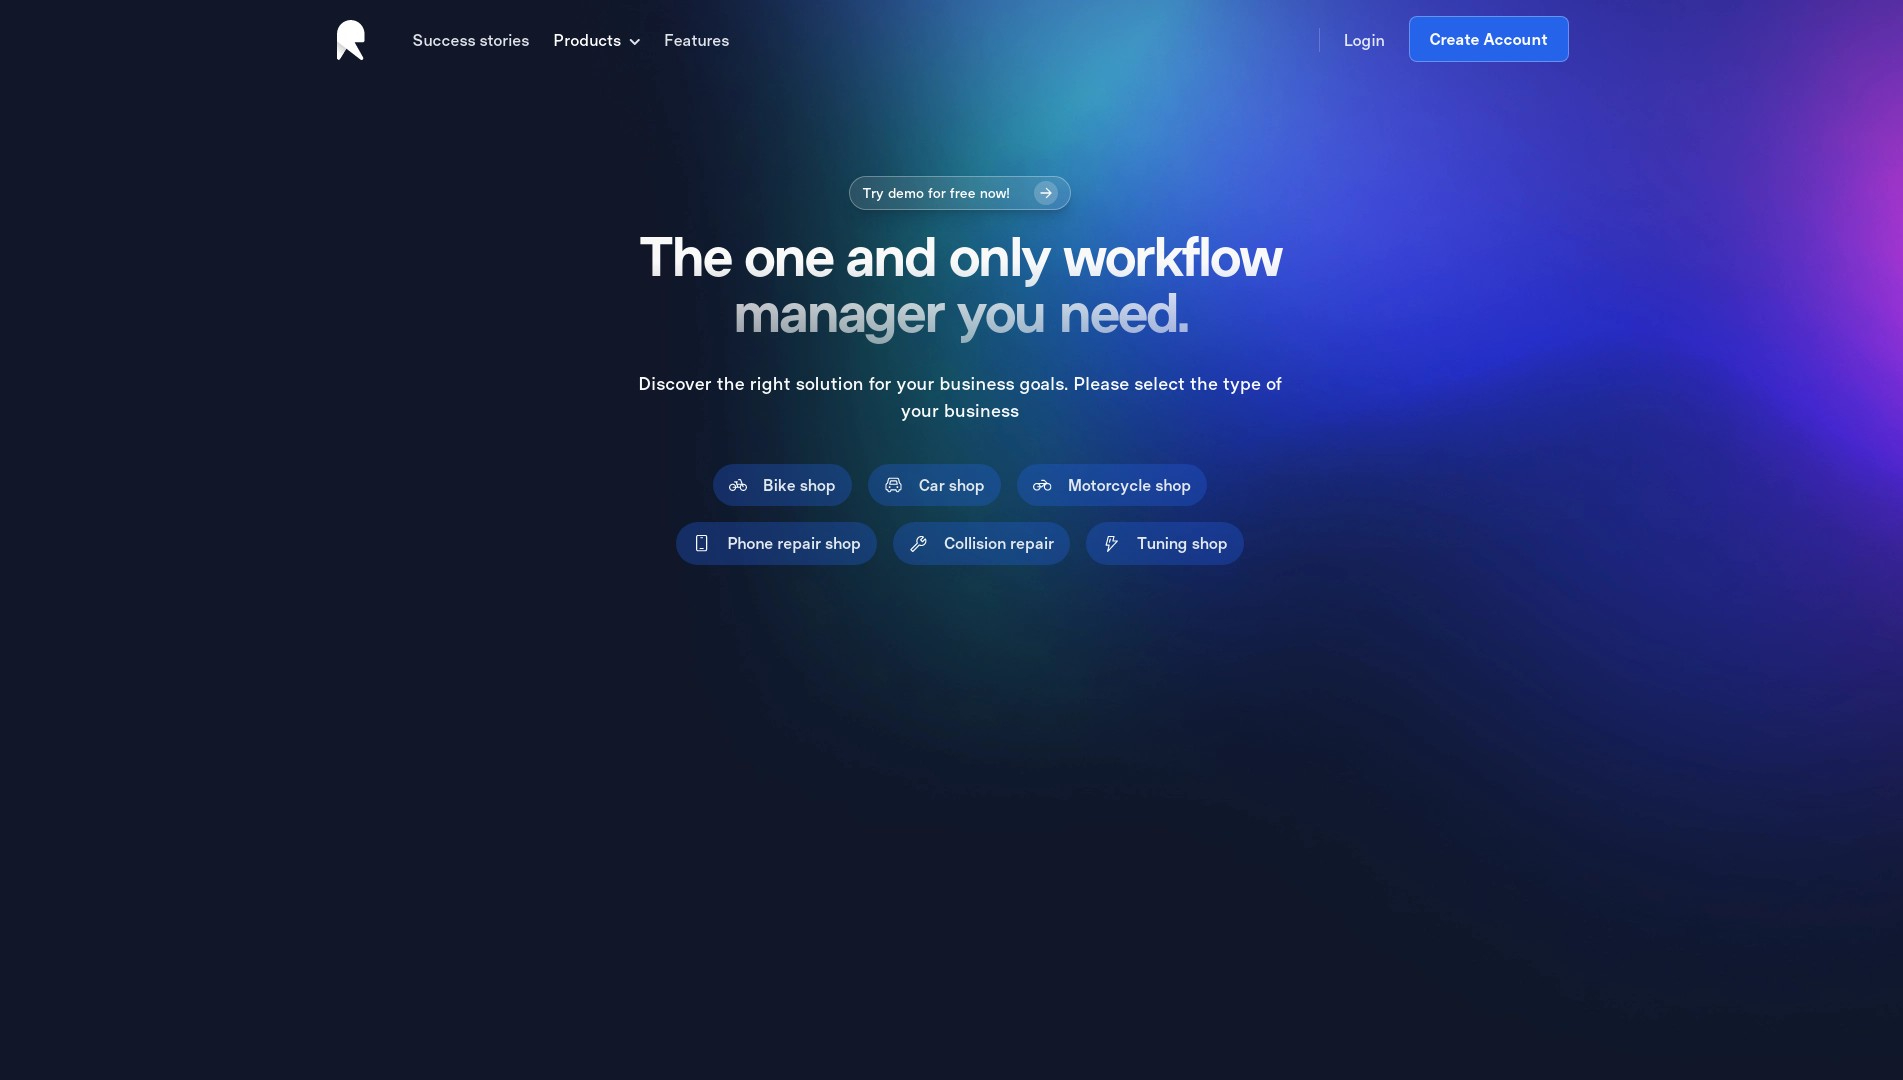 Success stories
Products
Features
Login
Create Account
Try demo for free now!
The one and only workflow
manager you need.
Discover the right solution for your business goals. Please select the type of
your business
Bike shop
Car shop
Motorcycle shop
Phone repair shop
Collision repair
Tuning shop